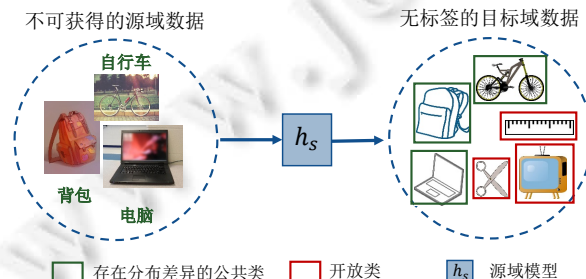 不可获得的源域数据
无标签的目标域数据
自行车
背包
电脑
h_s
存在分布差异的公共类
开放类
h_s 源域模型